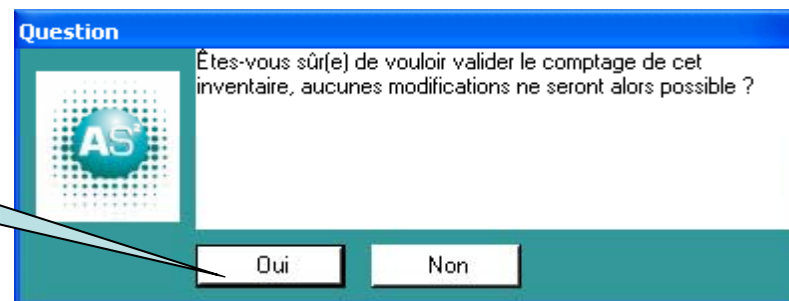 Question
Êtes-vous sûr(e) de vouloir valider le comptage de cet
inventaire, aucunes modifications ne seront alors possible ?
AS²
Oui
Non